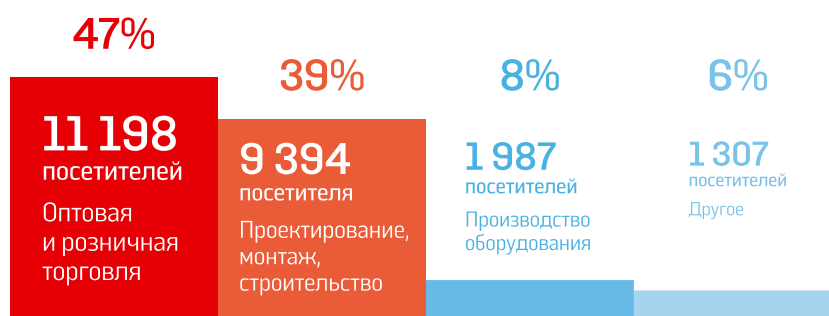 47%
11 198
посетителей
Оптовая
и розничная
торговля
39%
9 394
посетителя
Проектирование,
монтаж,
строительство
8%
1 987
посетителей
Производство
оборудования
6%
1 307
посетителей
Другое